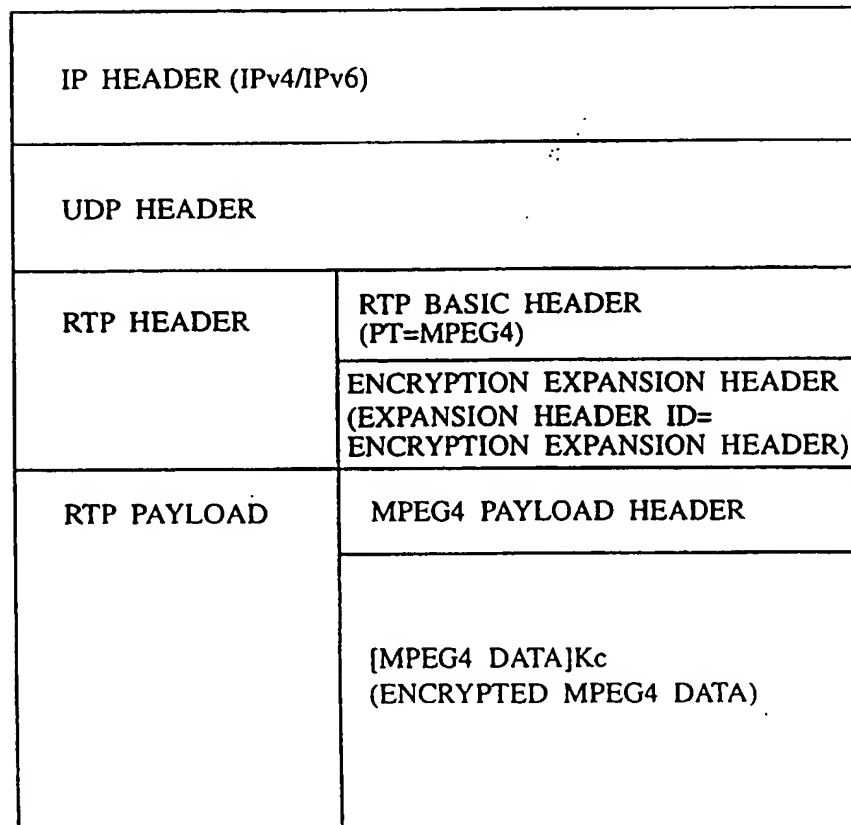 IP HEADER (IPv4/IPv6)
UDP HEADER
RTP HEADER
RTP BASIC HEADER
(PT=MPEG4)
ENCRYPTION EXPANSION HEADER
(EXPANSION HEADER ID=
ENCRYPTION EXPANSION HEADER)
RTP PAYLOAD
MPEG4 PAYLOAD HEADER
[MPEG4 DATA]Kc
(ENCRYPTED MPEG4 DATA)